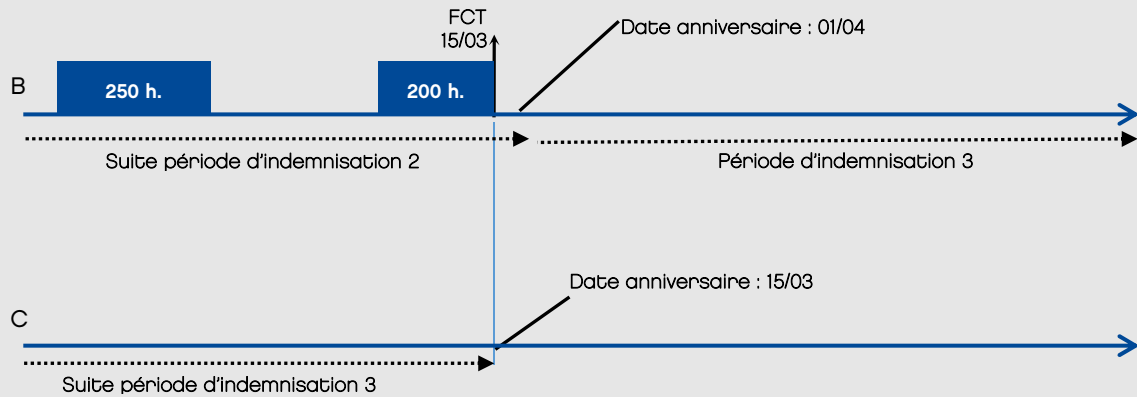 FCT
15/03
Date anniversaire : 01/04
B
250 h.
200 h.
Suite période d'indemnisation 2
Période d'indemnisation 3
Date anniversaire : 15/03
C
Suite période d'indemnisation 3